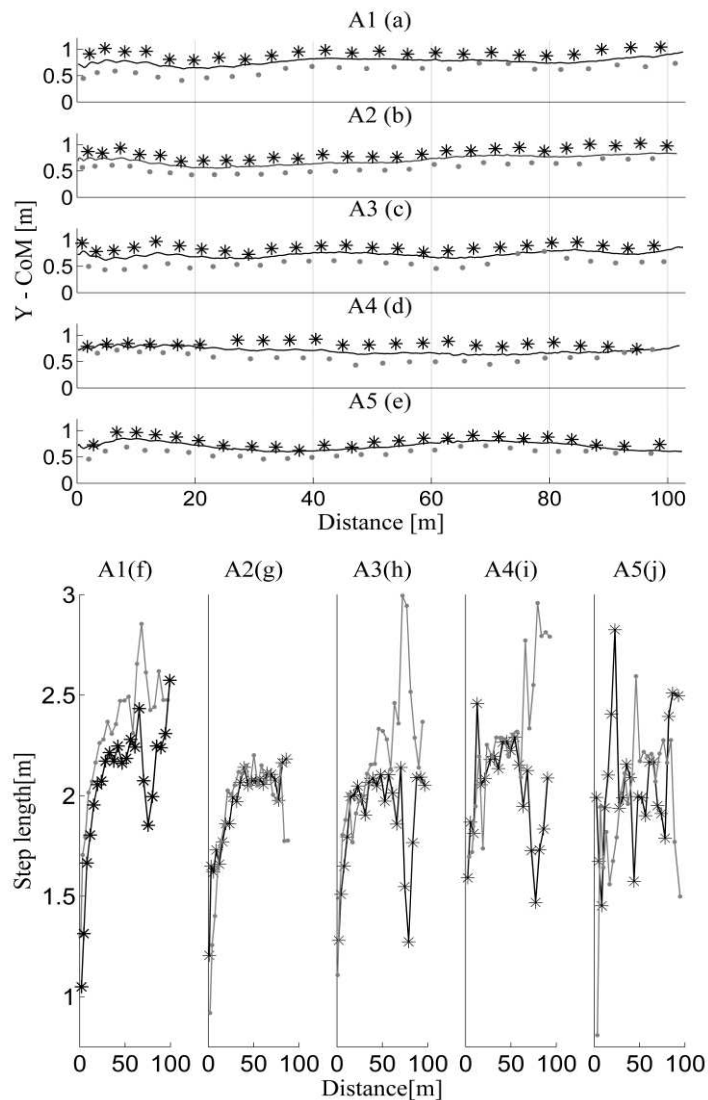 A1 (a)
1
0.5
0
A2 (b)
1
0.5
0
A3 (c)
1
0.5
0
A4 (d)
1
0.5
0
A5 (e)
1
0.5
0
0 20 40 60 80 100
Distance [m]
Y - CoM [m]
A1(f) A2(g) A3(h) A4(i) A5(j)
3
2.5
2
1.5
1
Step length[m]
0 50 100 0 50 100 0 50 100 0 50 100 0 50 100
Distance[m]